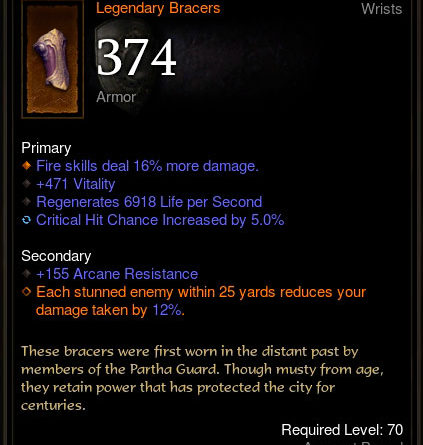 Legendary Bracers
Wrists
374
Armor
Primary
Fire skills deal 16% more damage.
+471 Vitality
Regenerates 6918 Life per Second
Critical Hit Chance Increased by 5.0%
Secondary
+155 Arcane Resistance
Each stunned enemy within 25 yards reduces your
damage taken by 12%.
These bracers were first worn in the distant past by
members of the Partha Guard. Though musty from age,
they retain power that has protected the city for
centuries.
Required Level: 70